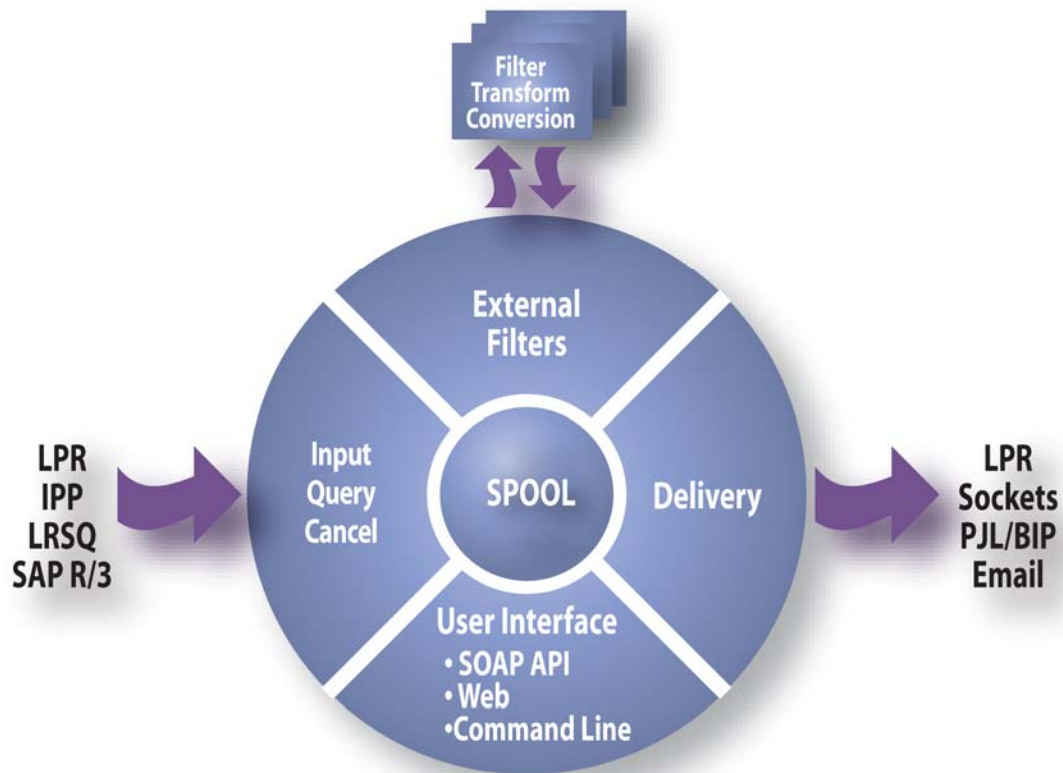 Filter
Transform
Conversion
External
Filters
LPR
IPP
LRSQ
SAP R/3
Input
Query
Cancel
SPOOL
Delivery
LPR
Sockets
PJL/BIP
Email
User Interface
• SOAP API
• Web
•Command Line